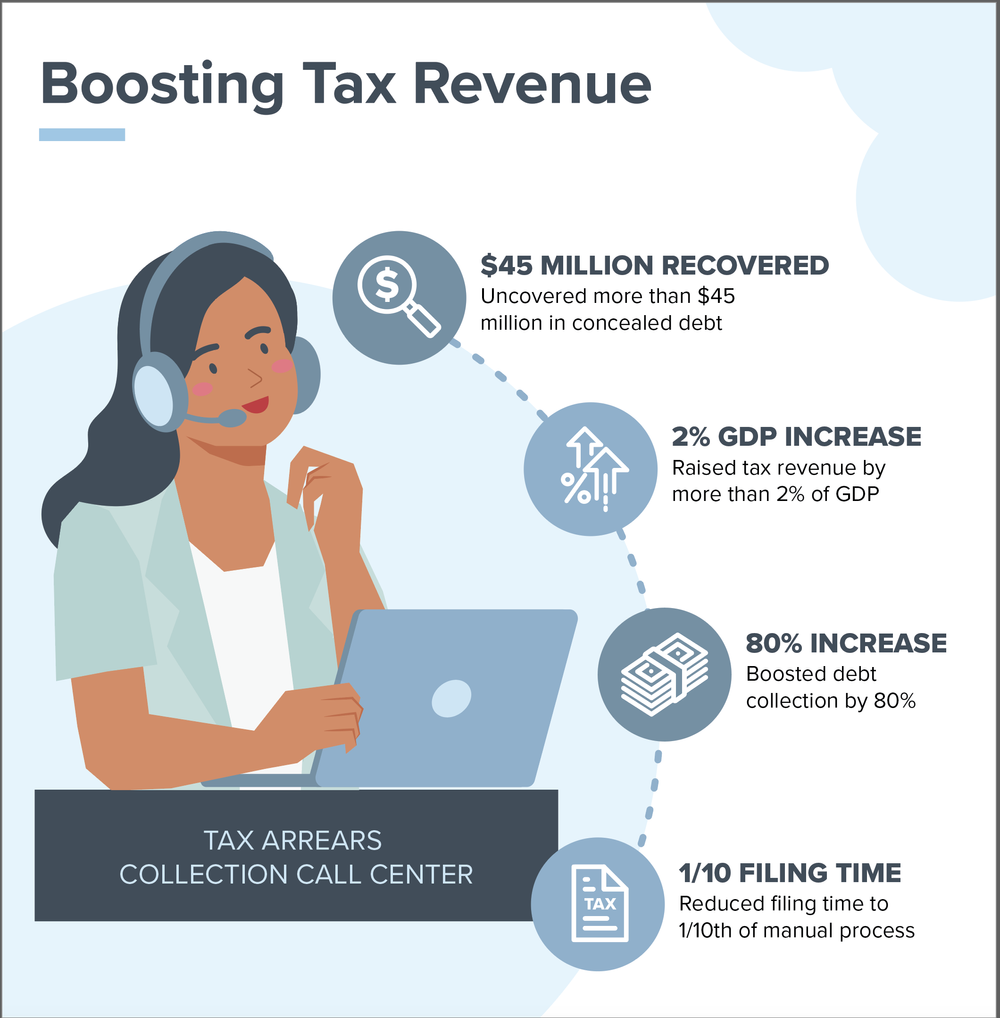 Boosting Tax Revenue
$45 MILLION RECOVERED
Uncovered more than $45
million in concealed debt
2% GDP INCREASE
Raised tax revenue by
more than 2% of GDP
80% INCREASE
Boosted debt
collection by 80%
TAX ARREARS
COLLECTION CALL CENTER
TAX
1/10 FILING TIME
Reduced filing time to
1/10th of manual process